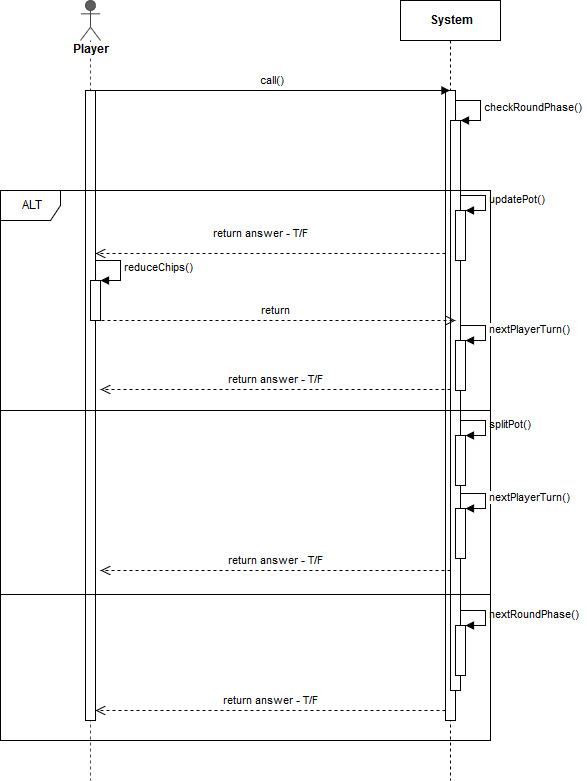 System
Player
call()
checkRoundPhase()
ALT
updatePot()
return answer - T/F
reduceChips()
return
nextPlayerTurn()
return answer - T/F
splitPot()
nextPlayerTurn()
return answer - T/F
nextRoundPhase()
return answer - T/F